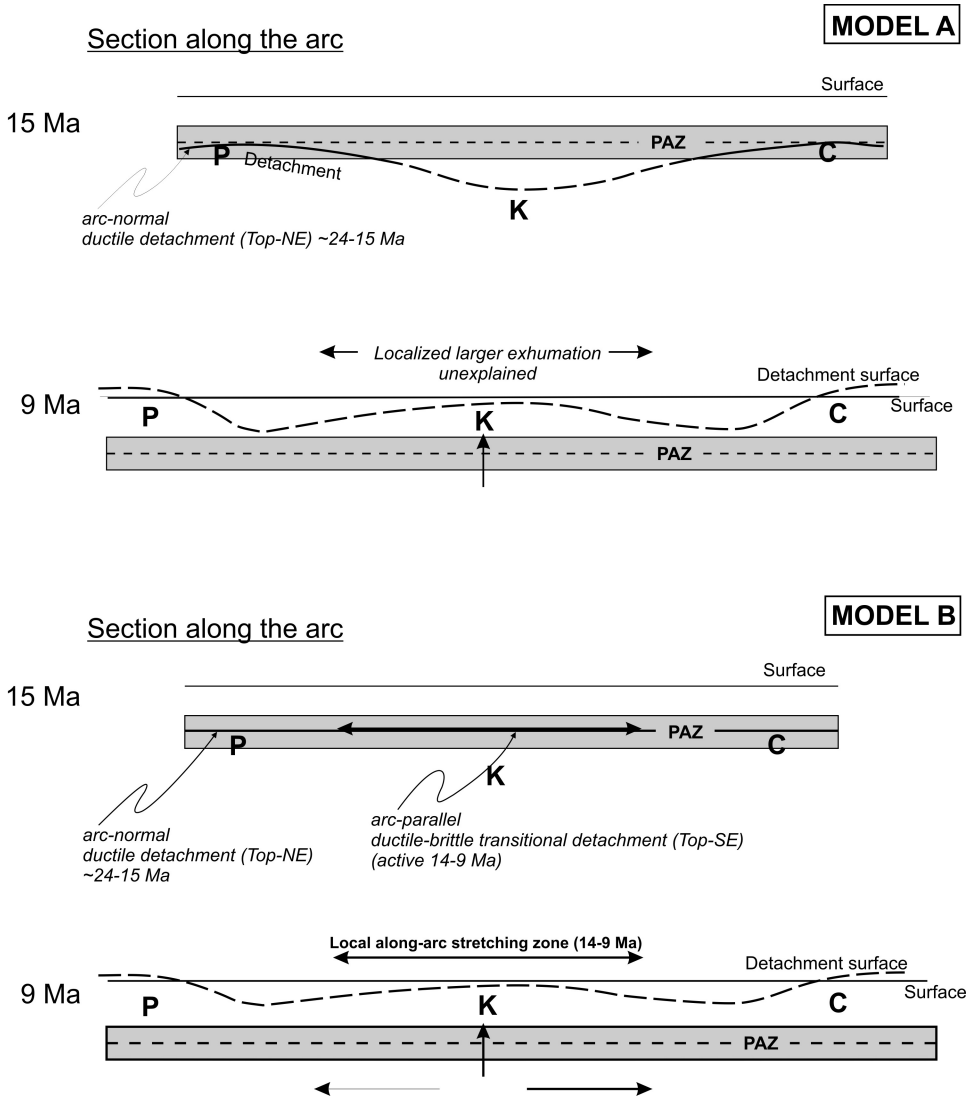 MODEL A
Section along the arc
Surface
15 Ma
PAZ
P
C
Detachment
K
arc-normal
ductile detachment (Top-NE) ~24-15 Ma
Localized larger exhumation
unexplained
Detachment surface
9 Ma
Surface
P
K
C
PAZ
MODEL B
Section along the arc
Surface
15 Ma
PAZ
P
C
K
arc-normal
ductile detachment (Top-NE)
~24-15 Ma
arc-parallel
ductile-brittle transitional detachment (Top-SE)
(active 14-9 Ma)
Local along-arc stretching zone (14-9 Ma)
Detachment surface
9 Ma
Surface
P
K
C
PAZ